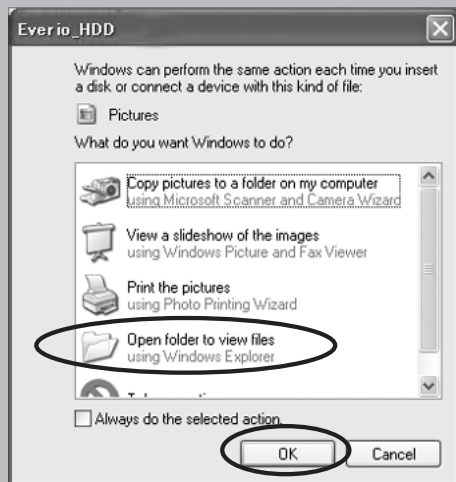 Everio_HDD
Windows can perform the same action each time you insert
a disk or connect a device with this kind of file:
Pictures
What do you want Windows to do?
Copy pictures to a folder on my computer
using Microsoft Scanner and Camera Wizard
View a slideshow of the images
using Windows Picture and Fax Viewer
Print the pictures
using Photo Printing Wizard
Open folder to view files
using Windows Explorer
Always do the selected action.
OK
Cancel